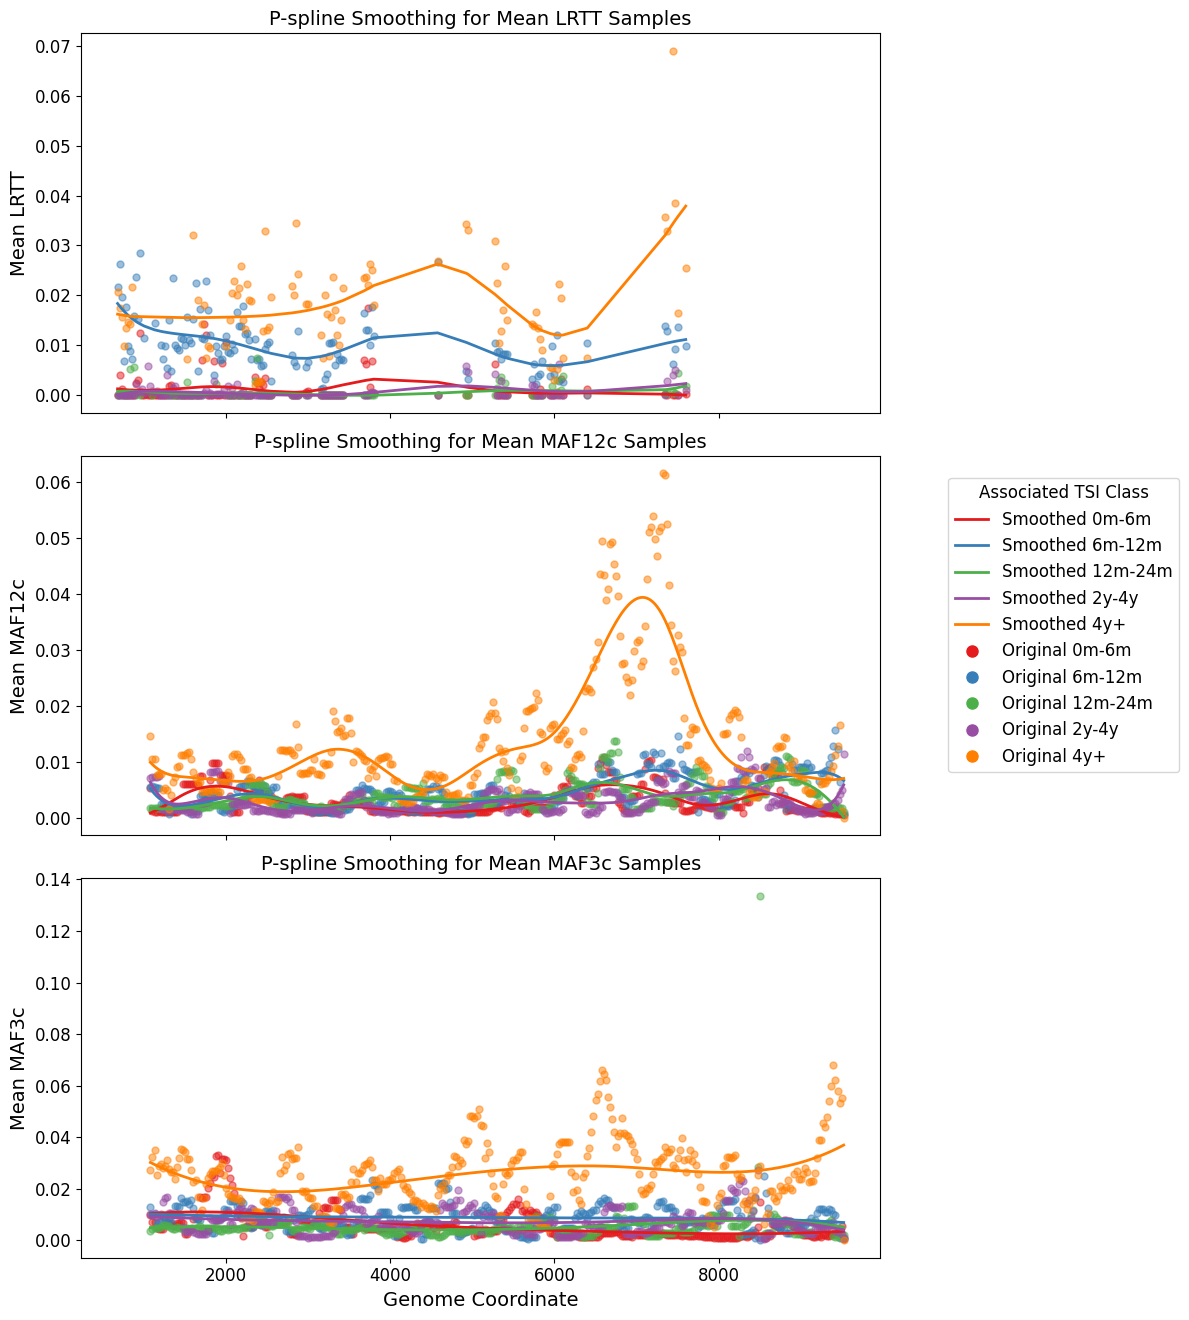 P-spline Smoothing for Mean LRTT Samples
0.07
0.06
0.05
0.04
0.03
0.02
0.01
0.00
Mean LRTT
P-spline Smoothing for Mean MAF12c Samples
0.06
0.05
0.04
0.03
0.02
0.01
0.00
Mean MAF12c
Associated TSI Class
Smoothed 0m-6m
Smoothed 6m-12m
Smoothed 12m-24m
Smoothed 2y-4y
Smoothed 4y+
Original 0m-6m
Original 6m-12m
Original 12m-24m
Original 2y-4y
Original 4y+
P-spline Smoothing for Mean MAF3c Samples
0.14
0.12
0.10
0.08
0.06
0.04
0.02
0.00
Mean MAF3c
2000 4000 6000 8000
Genome Coordinate